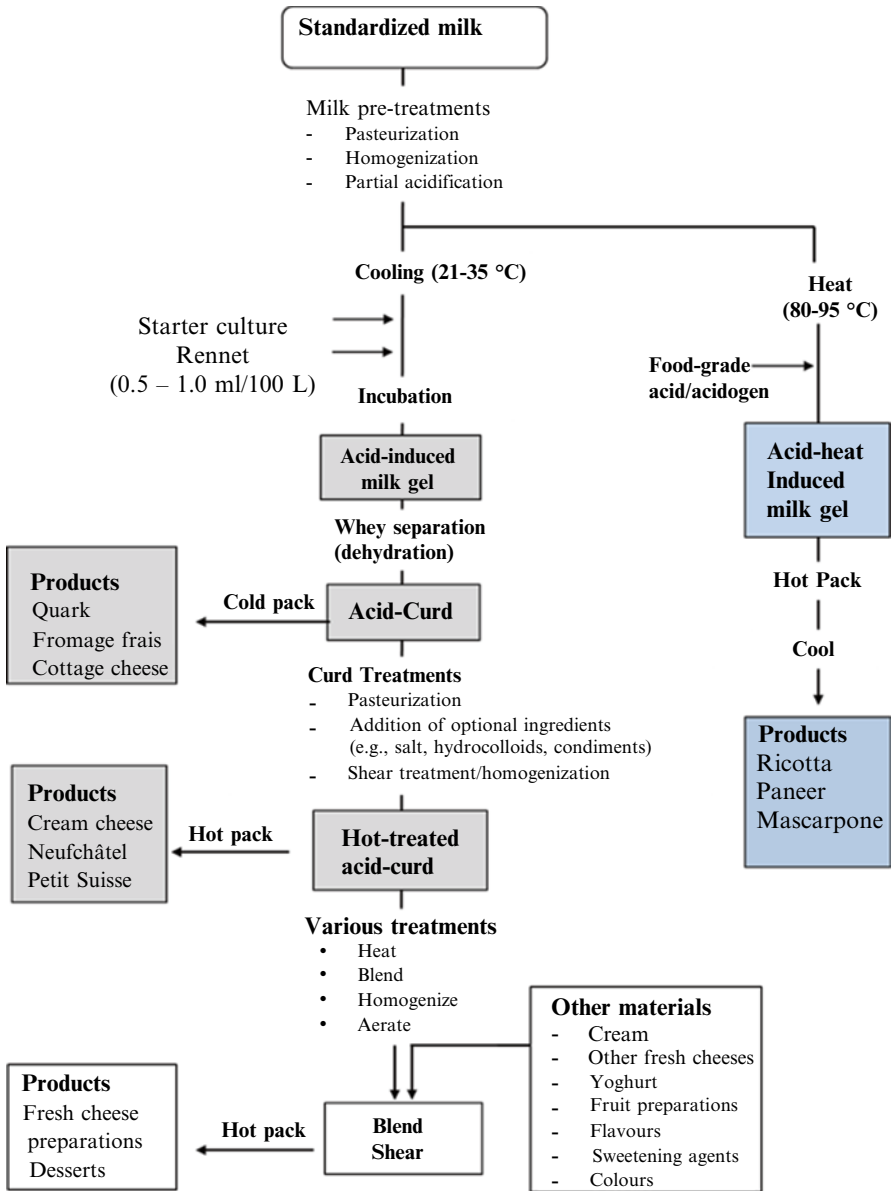 Standardized milk
Milk pre-treatments
- Pasteurization
- Homogenization
- Partial acidification
Cooling (21-35 °C)
Heat
(80-95 °C)
Starter culture
Rennet
(0.5 – 1.0 ml/100 L)
Food-grade
acid/acidogen
Incubation
Acid-induced
milk gel
Acid-heat
Induced
milk gel
Whey separation
(dehydration)
Hot Pack
Products
Quark
Fromage frais
Cottage cheese
Cold pack
Acid-Curd
Cool
Curd Treatments
- Pasteurization
- Addition of optional ingredients
(e.g., salt, hydrocolloids, condiments)
- Shear treatment/homogenization
Products
Ricotta
Paneer
Mascarpone
Products
Cream cheese
Neufchâtel
Petit Suisse
Hot pack
Hot-treated
acid-curd
Various treatments
• Heat
• Blend
• Homogenize
• Aerate
Other materials
- Cream
- Other fresh cheeses
- Yoghurt
- Fruit preparations
- Flavours
- Sweetening agents
- Colours
Products
Fresh cheese
preparations
Desserts
Hot pack
Blend
Shear